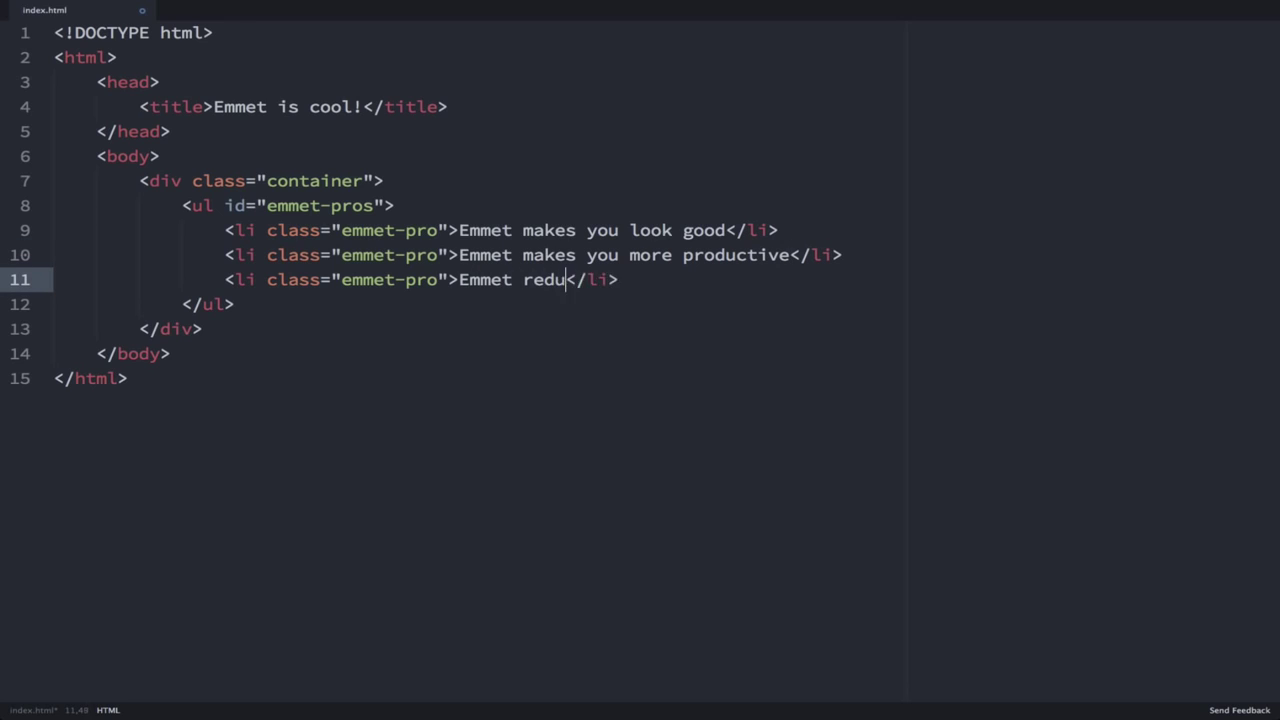 index.html
1 <!DOCTYPE html>
2 <html>
3     <head>
4         <title>Emmet is cool!</title>
5     </head>
6     <body>
7         <div class="container">
8             <ul id="emmet-pros">
9                 <li class="emmet-pro">Emmet makes you look good</li>
10                 <li class="emmet-pro">Emmet makes you more productive</li>
11                 <li class="emmet-pro">Emmet redu</li>
12             </ul>
13         </div>
14     </body>
15 </html>
index.html* 11,49 HTML Send Feedback